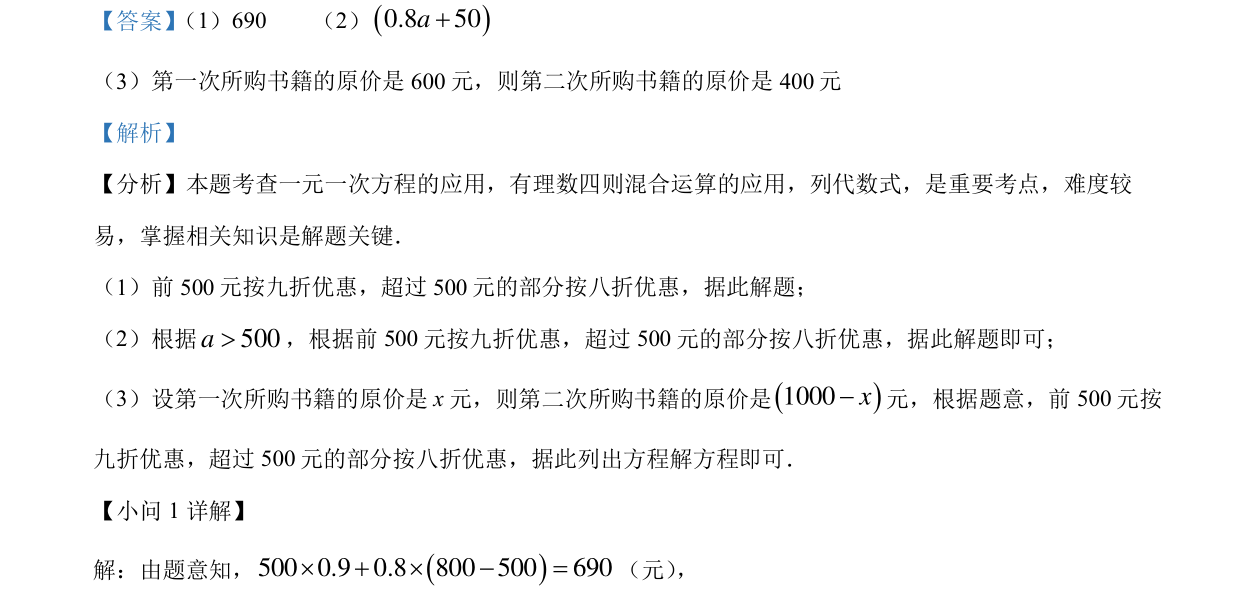 【答案】（1）690 （2）(0.8a+50)
（3）第一次所购书籍的原价是 600 元，则第二次所购书籍的原价是 400 元
【解析】
【分析】本题考查一元一次方程的应用，有理数四则混合运算的应用，列代数式，是重要考点，难度较
易，掌握相关知识是解题关键．
（1）前 500 元按九折优惠，超过 500 元的部分按八折优惠，据此解题；
（2）根据 a > 500 ，根据前 500 元按九折优惠，超过 500 元的部分按八折优惠，据此解题即可；
（3）设第一次所购书籍的原价是 x 元，则第二次所购书籍的原价是(1000−x)元，根据题意，前 500 元按
九折优惠，超过 500 元的部分按八折优惠，据此列出方程解方程即可．
【小问 1 详解】
解：由题意知，500×0.9+0.8×(800−500)=690（元），